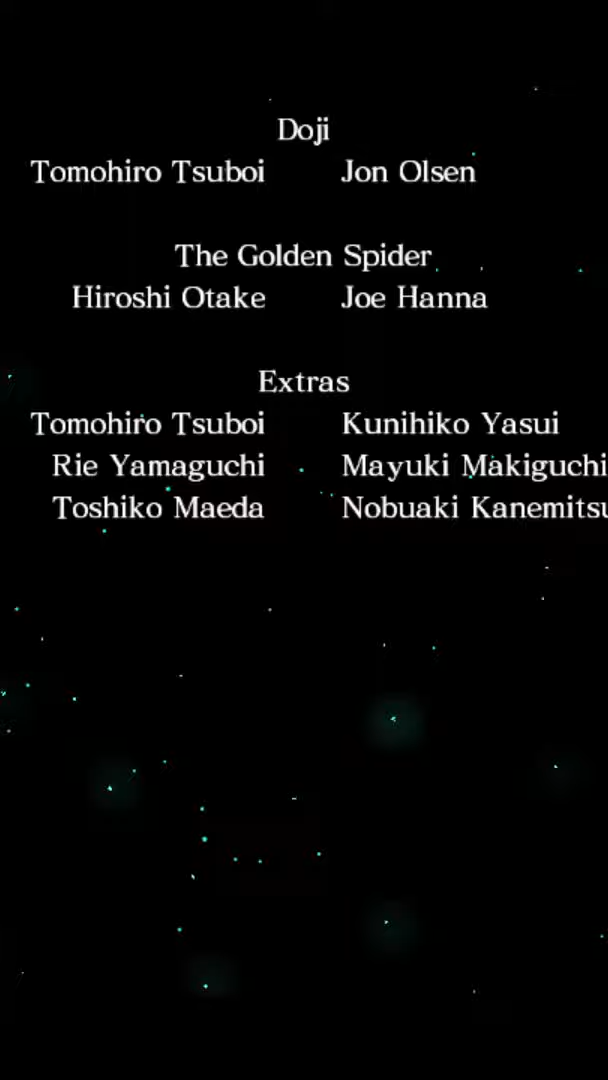 Doji
Tomohiro Tsuboi Jon Olsen
The Golden Spider
Hiroshi Otake Joe Hanna
Extras
Tomohiro Tsuboi Kunihiko Yasui
Rie Yamaguchi Mayuki Makiguchi
Toshiko Maeda Nobuaki